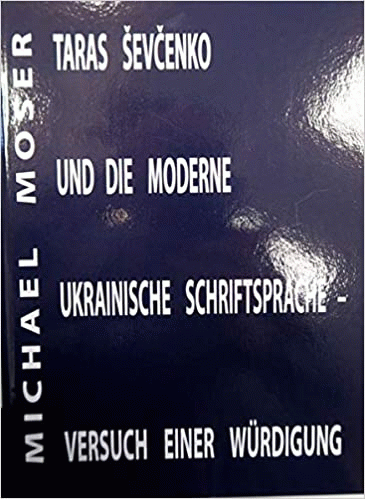 MICHAEL MOSER
TARAS ŠEVČENKO
UND DIE MODERNE
UKRAINISCHE SCHRIFTSPRACHE –
VERSUCH EINER WÜRDIGUNG